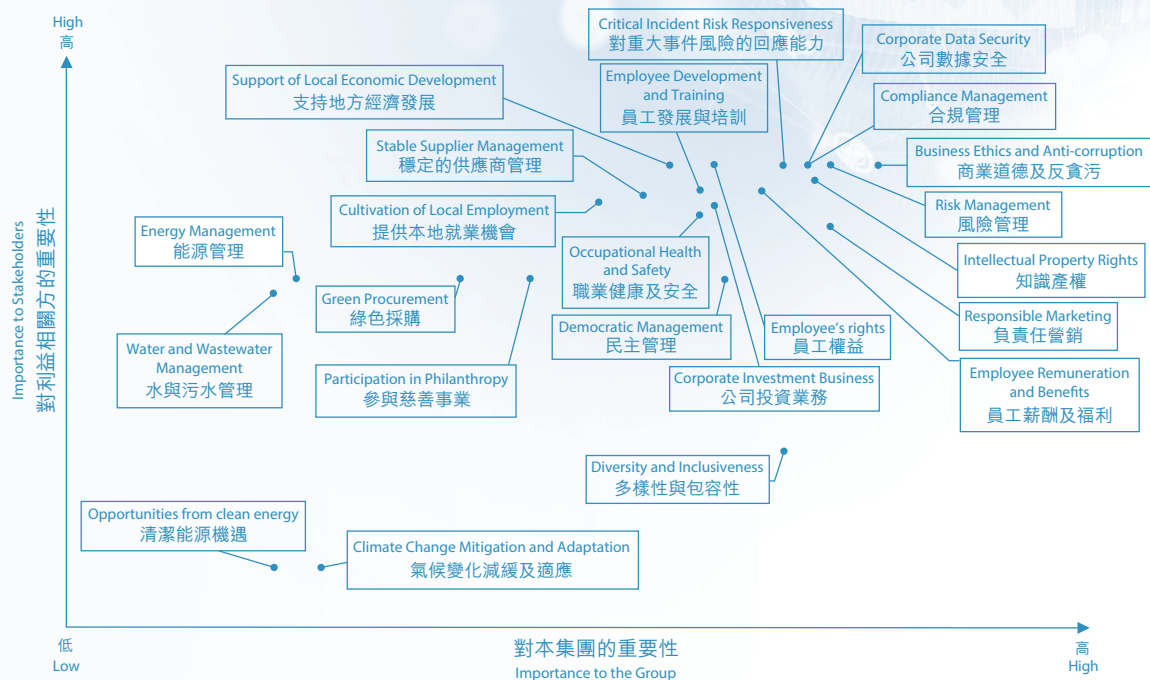 High
高
Importance to Stakeholders
對利益相關方的重要性
Critical Incident Risk Responsiveness
對重大事件風險的回應能力
Corporate Data Security
公司數據安全
Support of Local Economic Development
支持地方經濟發展
Employee Development
and Training
員工發展與培訓
Compliance Management
合規管理
Stable Supplier Management
穩定的供應商管理
Business Ethics and Anti-corruption
商業道德及反貪污
Cultivation of Local Employment
提供本地就業機會
Risk Management
風險管理
Energy Management
能源管理
Occupational Health
and Safety
職業健康及安全
Intellectual Property Rights
知識產權
Green Procurement
綠色採購
Democratic Management
民主管理
Employee's rights
員工權益
Responsible Marketing
負責任營銷
Water and Wastewater
Management
水與污水管理
Participation in Philanthropy
參與慈善事業
Corporate Investment Business
公司投資業務
Employee Remuneration
and Benefits
員工薪酬及福利
Diversity and Inclusiveness
多樣性與包容性
Opportunities from clean energy
清潔能源機遇
Climate Change Mitigation and Adaptation
氣候變化減緩及適應
低
Low
對本集團的重要性
Importance to the Group
高
High